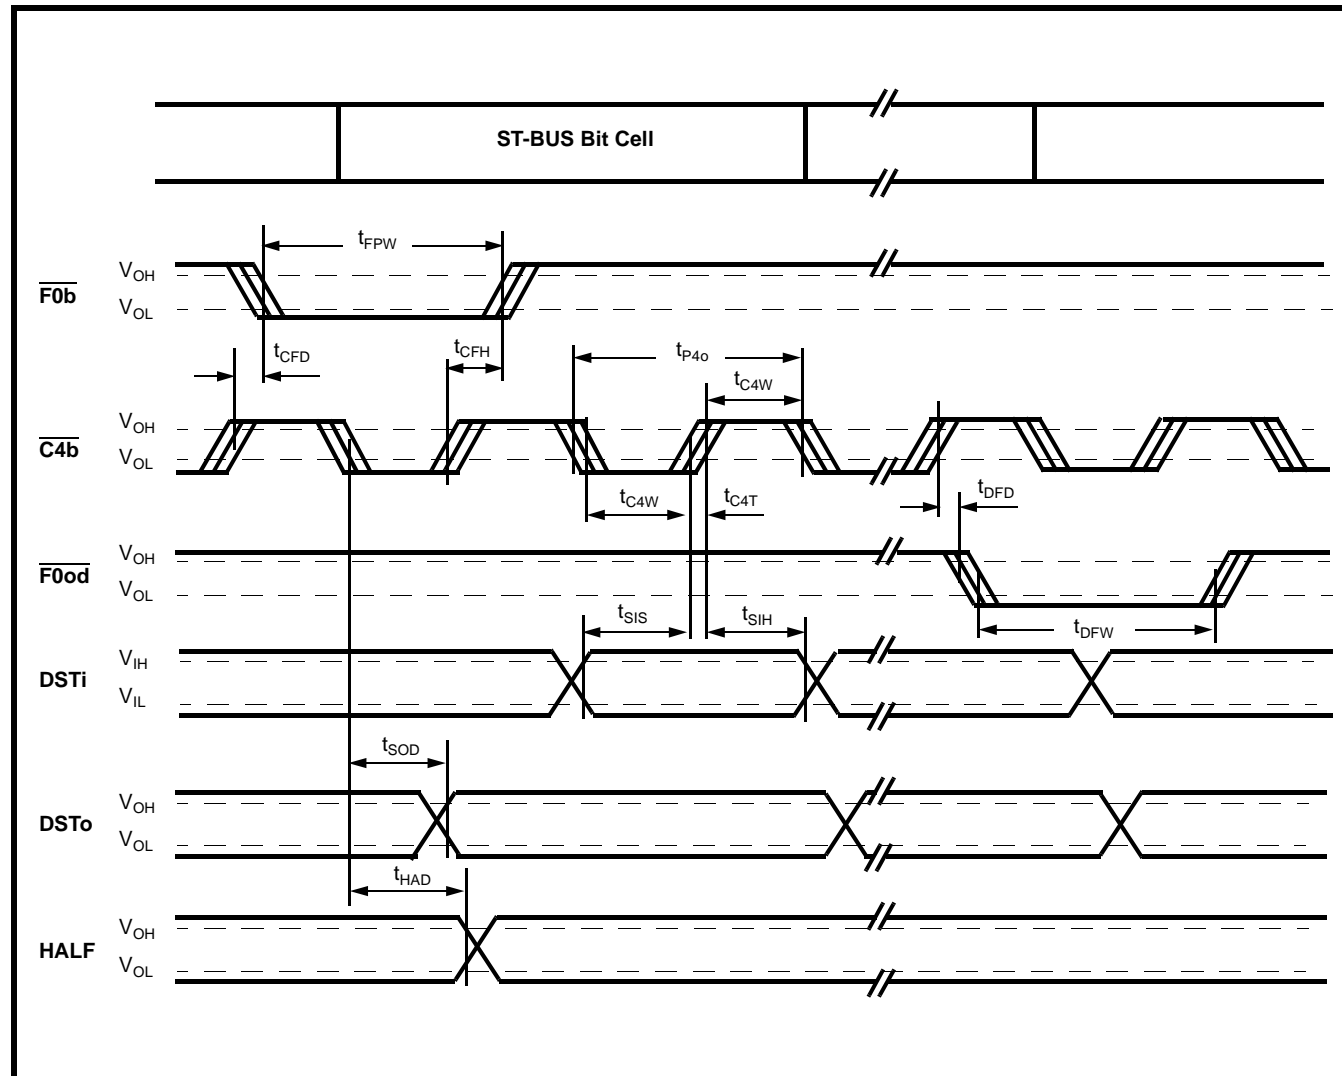 ST-BUS Bit Cell
tFPW
VOH
F0b
VOL
tCFD
tCFH
tP4o
tC4W
VOH
C4b
VOL
tC4W
tC4T
tDFD
VOH
F0od
VOL
tSIS
tSIH
tDFW
VIH
DSTi
VIL
tSOD
VOH
DSTo
VOL
tHAD
VOH
HALF
VOL